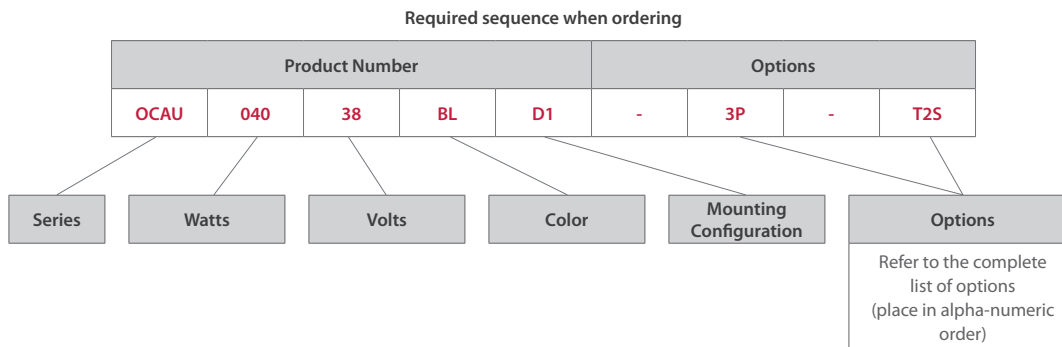 Required sequence when ordering
Product Number Options
OCAU 040 38 BL D1 - 3P - T2S
Series Watts Volts Color Mounting Configuration Options
Refer to the complete
list of options
(place in alpha-numeric
order)